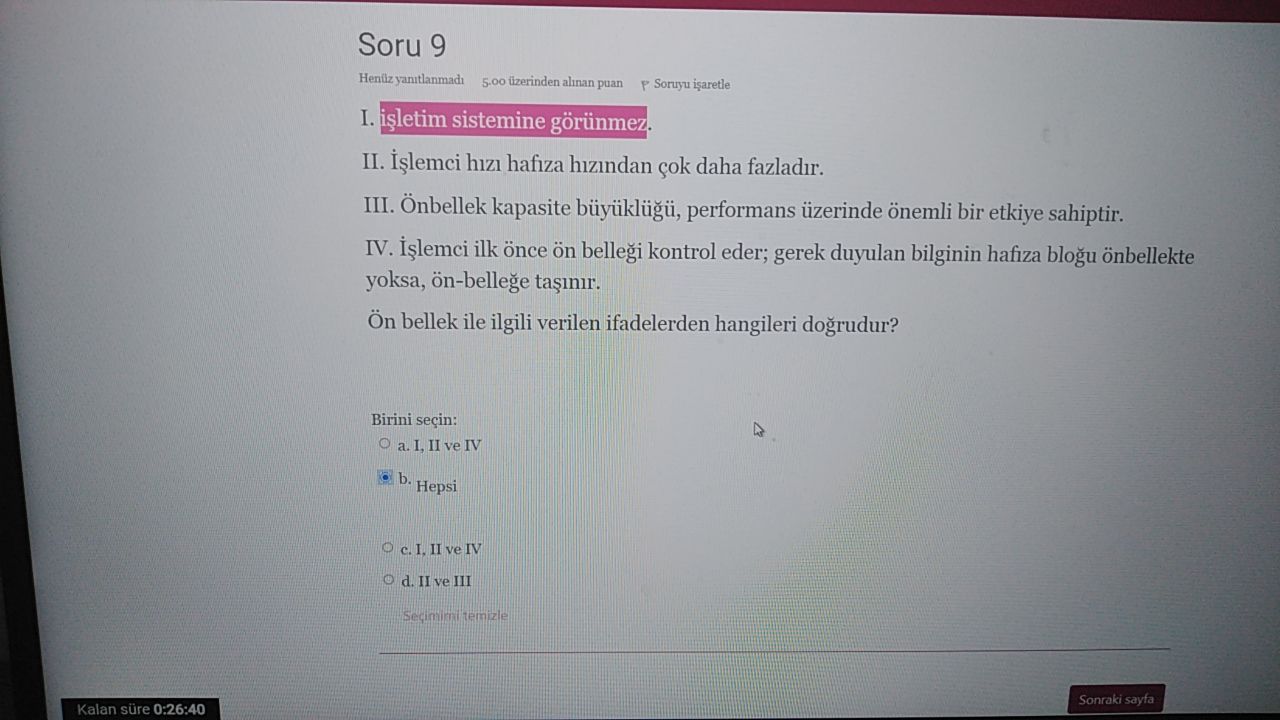 Soru 9
Henüz yanıtlanmadı 5.00 üzerinden alınan puan Soruyu işaretle
I. işletim sistemine görünmez.
II. İşlemci hızı hafıza hızından çok daha fazladır.
III. Önbellek kapasite büyüklüğü, performans üzerinde önemli bir etkiye sahiptir.
IV. İşlemci ilk önce ön belleği kontrol eder; gerek duyulan bilginin hafıza bloğu önbellekte
yoksa, ön-belleğe taşınır.
Ön bellek ile ilgili verilen ifadelerden hangileri doğrudur?
Birini seçin:
a. I, II ve IV
b. Hepsi
c. I, II ve IV
d. II ve III
Seçimimi temizle
Kalan süre 0:26:40
Sonraki sayfa